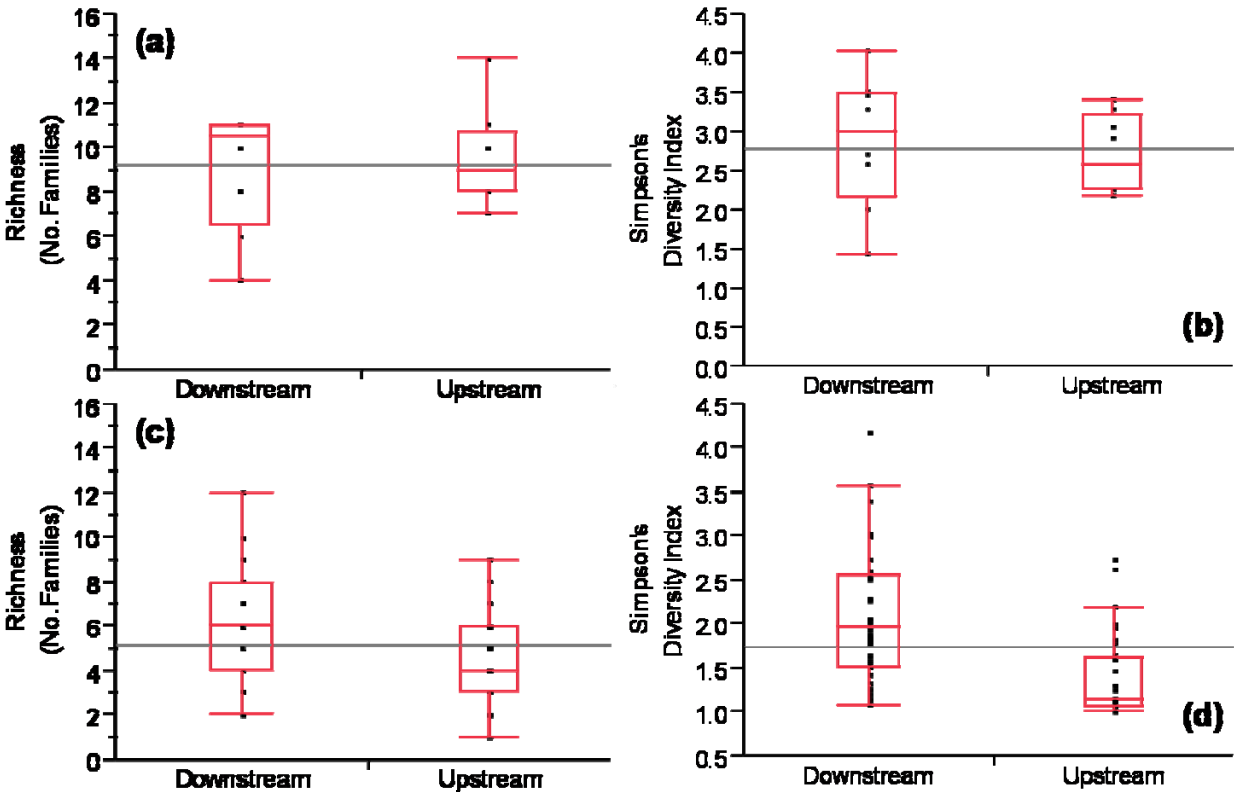 (a)
Richness
(No. Families)
16
14
12
10
8
6
4
2
0
Downstream Upstream
(b)
Simpson's
Diversity Index
4.5
4.0
3.5
3.0
2.5
2.0
1.5
1.0
0.5
0.0
Downstream Upstream
(c)
Richness
(No. Families)
16
14
12
10
8
6
4
2
0
Downstream Upstream
(d)
Simpson's
Diversity Index
4.5
4.0
3.5
3.0
2.5
2.0
1.5
1.0
0.5
Downstream Upstream